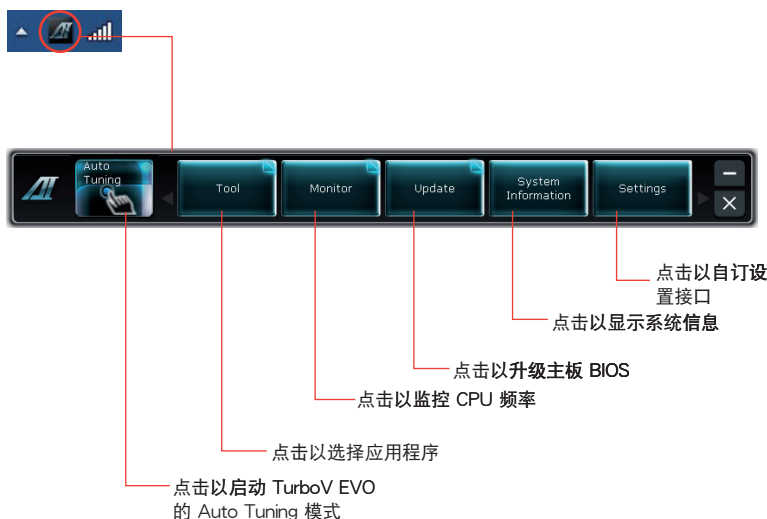 Auto
Tuning
Tool
Monitor
Update
System
Information
Settings
点击以自订设
置接口
点击以显示系统信息
点击以升级主板 BIOS
点击以监控 CPU 频率
点击以选择应用程序
点击以启动 TurboV EVO
的 Auto Tuning 模式